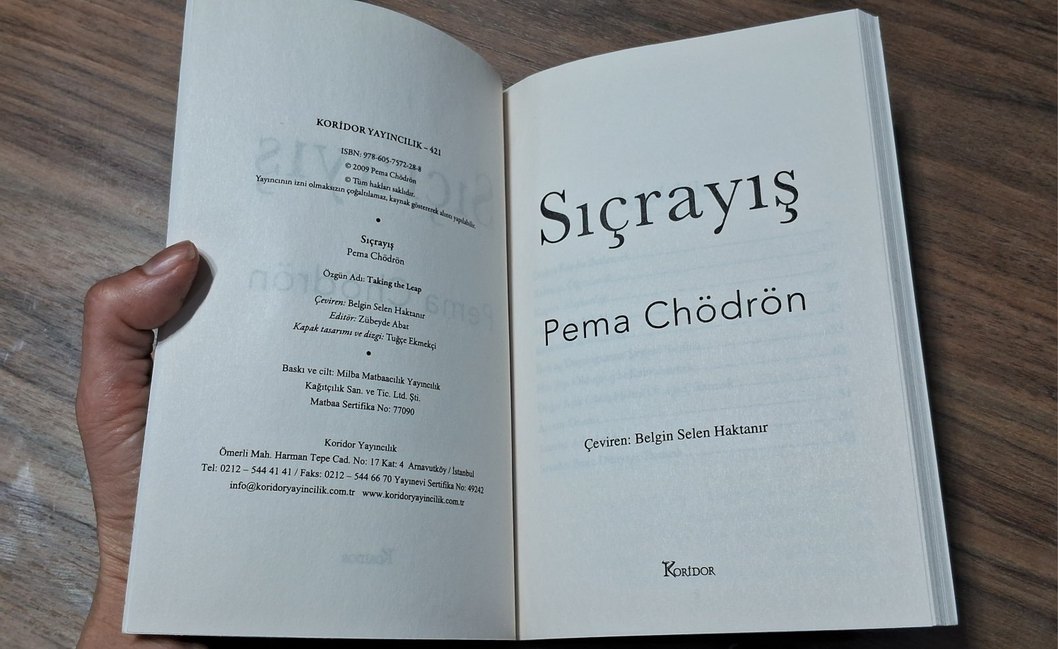 KORİDOR YAYINCILIK – 421
ISBN: 978-605-7572-28-8
© 2009 Pema Chödrön
© Tüm hakları saklıdır.
Yayıncının izni olmaksızın çoğaltılamaz, kaynak göstererek alıntı yapılabilir.
•
Sıçrayış
Pema Chödrön
Özgün Adı: Taking the Leap
Çeviren: Belgin Selen Haktanır
Editör: Zübeyde Abat
Kapak tasarımı ve dizgi: Tuğçe Ekmekçi
•
Baskı ve cilt: Milba Matbaacılık Yayıncılık
Kağıtçılık San. ve Tic. Ltd. Şti.
Matbaa Sertifika No: 77090
Koridor Yayıncılık
Ömerli Mah. Harman Tepe Cad. No: 17 Kat: 4 Arnavutköy / İstanbul
Tel: 0212 – 544 41 41 / Faks: 0212 – 544 66 70 Yayınevi Sertifika No: 49242
info@koridoryayincilik.com.tr www.koridoryayincilik.com.tr
Sıçrayış
Pema Chödrön
Çeviren: Belgin Selen Haktanır
KORİDOR